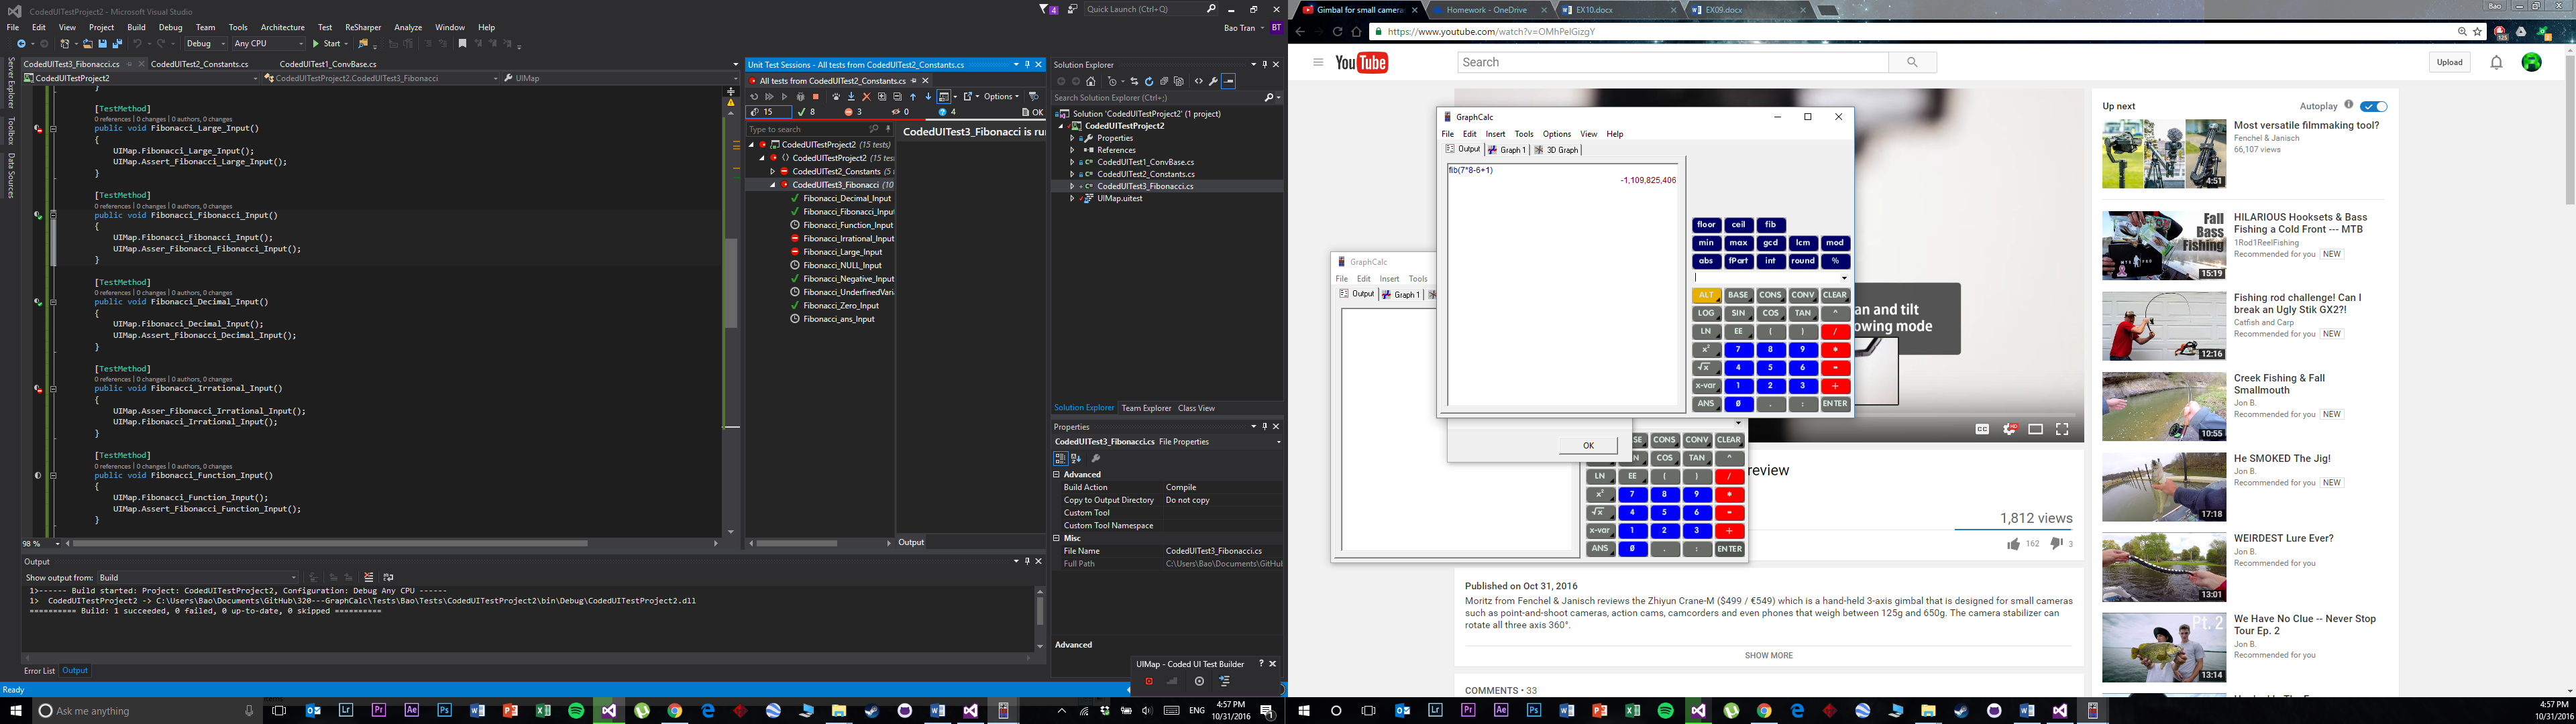 CodedUITestProject2 - Microsoft Visual Studio
4
Quick Launch (Ctrl+Q)
File Edit View Project Build Debug Team Tools Architecture Test ReSharper Analyze Window Help
Bao Tran BT
Debug Any CPU Start
Server Explorer
Toolbox
Data Sources
CodedUITest3_Fibonacci.cs CodedUITest2_Constants.cs CodedUITest1_ConvBase.cs
CodedUITestProject2 CodedUITestProject2.CodedUITest3_Fibonacci UIMap
}
[TestMethod]
0 references | 0 changes | 0 authors, 0 changes
public void Fibonacci_Large_Input()
{
UIMap.Fibonacci_Large_Input();
UIMap.Assert_Fibonacci_Large_Input();
}
[TestMethod]
0 references | 0 changes | 0 authors, 0 changes
public void Fibonacci_Fibonacci_Input()
{
UIMap.Fibonacci_Fibonacci_Input();
UIMap.Asser_Fibonacci_Fibonacci_Input();
}
[TestMethod]
0 references | 0 changes | 0 authors, 0 changes
public void Fibonacci_Decimal_Input()
{
UIMap.Fibonacci_Decimal_Input();
UIMap.Assert_Fibonacci_Decimal_Input();
}
[TestMethod]
0 references | 0 changes | 0 authors, 0 changes
public void Fibonacci_Irrational_Input()
{
UIMap.Asser_Fibonacci_Irrational_Input();
UIMap.Fibonacci_Irrational_Input();
}
[TestMethod]
0 references | 0 changes | 0 authors, 0 changes
public void Fibonacci_Function_Input()
{
UIMap.Fibonacci_Function_Input();
UIMap.Assert_Fibonacci_Function_Input();
}
98 %
Output
Show output from: Build
1>------ Build started: Project: CodedUITestProject2, Configuration: Debug Any CPU ------
1> CodedUITestProject2 -> C:\Users\Bao\Documents\GitHub\320---GraphCalc\Tests\Bao\Tests\CodedUITestProject2\bin\Debug\CodedUITestProject2.dll
========== Build: 1 succeeded, 0 failed, 0 up-to-date, 0 skipped ==========
Error List Output
Ready
Unit Test Sessions - All tests from CodedUITest2_Constants.cs
All tests from CodedUITest2_Constants.cs
Options
15 8 3 0 4 OK
Type to search
CodedUITest3_Fibonacci is ru
CodedUITestProject2 (15 tests)
CodedUITestProject2 (15 tes
CodedUITest2_Constants (5
CodedUITest3_Fibonacci (10
Fibonacci_Decimal_Input
Fibonacci_Fibonacci_Inpu
Fibonacci_Function_Input
Fibonacci_Irrational_Input
Fibonacci_Large_Input
Fibonacci_NULL_Input
Fibonacci_Negative_Input
Fibonacci_UnderfinedVari
Fibonacci_Zero_Input
Fibonacci_ans_Input
Output
Solution Explorer
Search Solution Explorer (Ctrl+;)
Solution 'CodedUITestProject2' (1 project)
CodedUITestProject2
Properties
References
CodedUITest1_ConvBase.cs
CodedUITest2_Constants.cs
CodedUITest3_Fibonacci.cs
UIMap.uitest
Solution Explorer Team Explorer Class View
Properties
CodedUITest3_Fibonacci.cs File Properties
Advanced
Build Action Compile
Copy to Output Directory Do not copy
Custom Tool
Custom Tool Namespace
Misc
File Name CodedUITest3_Fibonacci.cs
Full Path C:\Users\Bao\Documents\GitHub
Advanced
UIMap - Coded UI Test Builder
Ask me anything
ENG
4:57 PM
10/31/2016
Gimbal for small camera
Homework - OneDrive
EX10.docx
EX09.docx
Bao
https://www.youtube.com/watch?v=OMhPelGizgY
YouTube
Search
Upload
GraphCalc
File Edit Insert Tools Options View Help
Output Graph 1 3D Graph
fib(7*8-6+1)
-1,109,825,406
floor ceil fib
min max gcd lcm mod
abs fPart int round %
ALT BASE CONS CONV CLEAR
LOG SIN COS TAN ^
LN EE ( ) /
x² 7 8 9 *
√x 4 5 6 -
x-var 1 2 3 +
ANS 0 . : ENTER
GraphCalc
File Edit Insert Tools
Output Graph 1
OK
SE CONS CONV CLEAR
N COS TAN ^
LN EE ( ) /
x² 7 8 9 *
√x 4 5 6 -
x-var 1 2 3 +
ANS 0 . : ENTER
an and tilt
owing mode
review
1,812 views
162 3
Published on Oct 31, 2016
Moritz from Fenchel & Janisch reviews the Zhiyun Crane-M ($499 / €549) which is a hand-held 3-axis gimbal that is designed for small cameras
such as point-and-shoot cameras, action cams, camcorders and even phones that weigh between 125g and 650g. The camera stabilizer can
rotate all three axis 360°.
SHOW MORE
COMMENTS • 33
Up next
Autoplay
Most versatile filmmaking tool?
Fenchel & Janisch
66,107 views
4:51
HILARIOUS Hooksets & Bass
Fishing a Cold Front --- MTB
1Rod1ReelFishing
Recommended for you NEW
Fall
Bass
Fishing
15:19
Fishing rod challenge! Can I
break an Ugly Stik GX2?!
Catfish and Carp
Recommended for you NEW
12:16
Creek Fishing & Fall
Smallmouth
Jon B.
Recommended for you NEW
10:55
He SMOKED The Jig!
Jon B.
Recommended for you NEW
17:18
WEIRDEST Lure Ever?
Jon B.
Recommended for you
13:01
We Have No Clue -- Never Stop
Tour Ep. 2
Jon B.
Recommended for you
Pt. 2
13:14
4:57 PM
10/31/2016